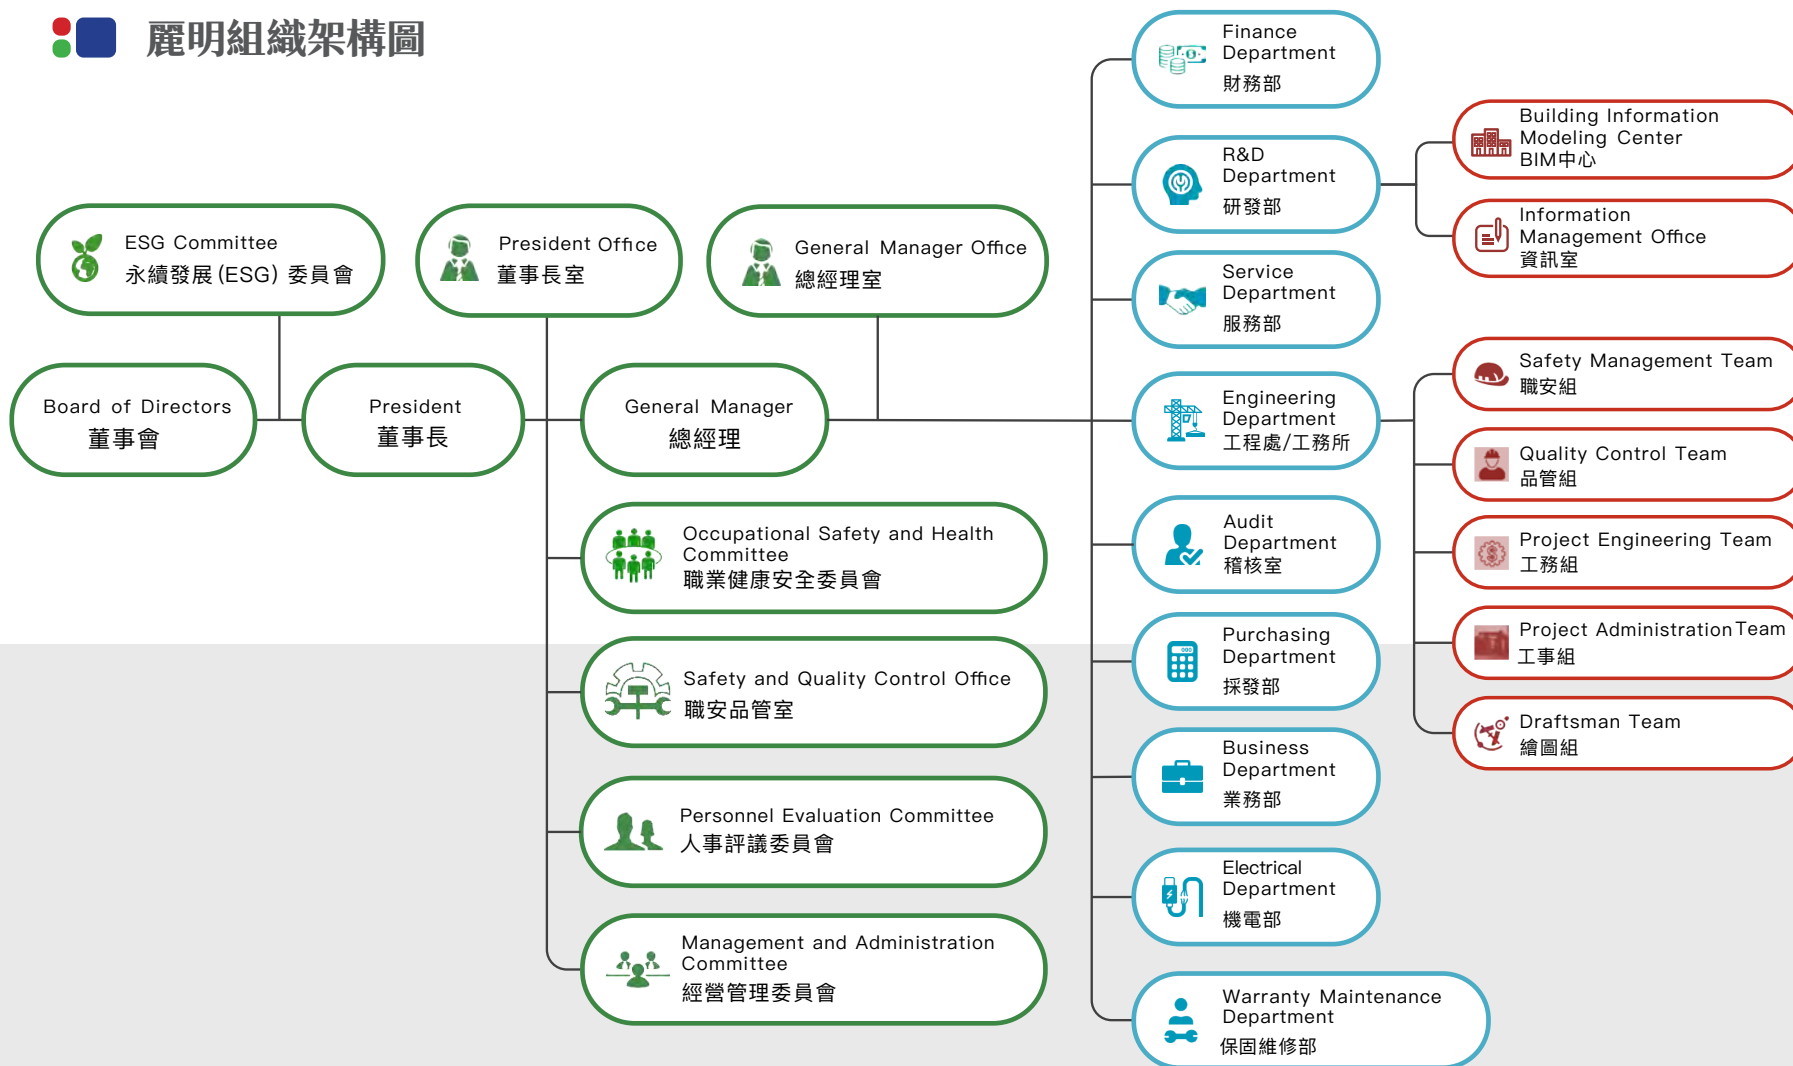 麗明組織架構圖
ESG Committee
永續發展(ESG) 委員會
President Office
董事長室
General Manager Office
總經理室
Board of Directors
董事會
President
董事長
General Manager
總經理
Occupational Safety and Health
Committee
職業健康安全委員會
Safety and Quality Control Office
職安品管室
Personnel Evaluation Committee
人事評議委員會
Management and Administration
Committee
經營管理委員會
Finance
Department
財務部
R&D
Department
研發部
Service
Department
服務部
Engineering
Department
工程處/工務所
Audit
Department
稽核室
Purchasing
Department
採發部
Business
Department
業務部
Electrical
Department
機電部
Warranty Maintenance
Department
保固維修部
Building Information
Modeling Center
BIM中心
Information
Management Office
資訊室
Safety Management Team
職安組
Quality Control Team
品管組
Project Engineering Team
工務組
Project Administration Team
工事組
Draftsman Team
繪圖組